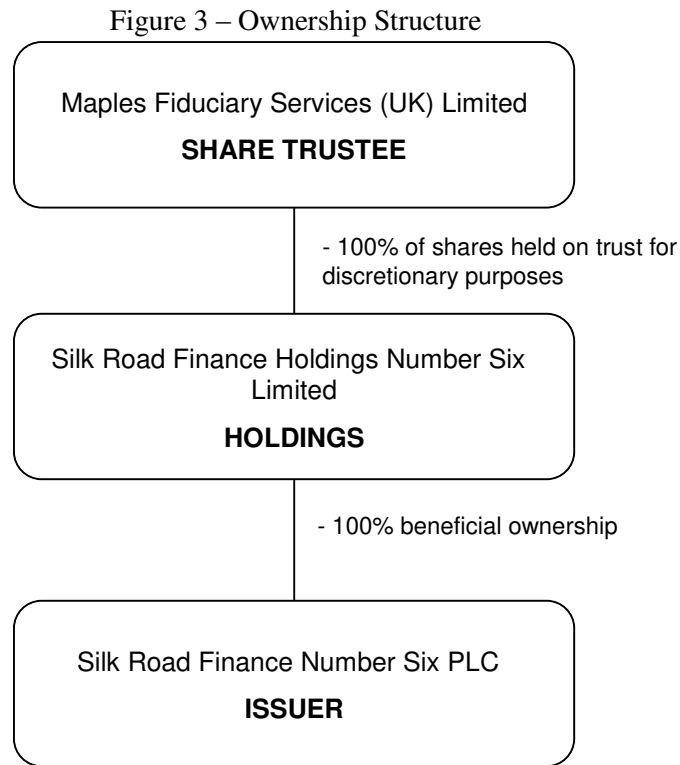 Figure 3 – Ownership Structure
Maples Fiduciary Services (UK) Limited
SHARE TRUSTEE
- 100% of shares held on trust for
discretionary purposes
Silk Road Finance Holdings Number Six
Limited
HOLDINGS
- 100% beneficial ownership
Silk Road Finance Number Six PLC
ISSUER